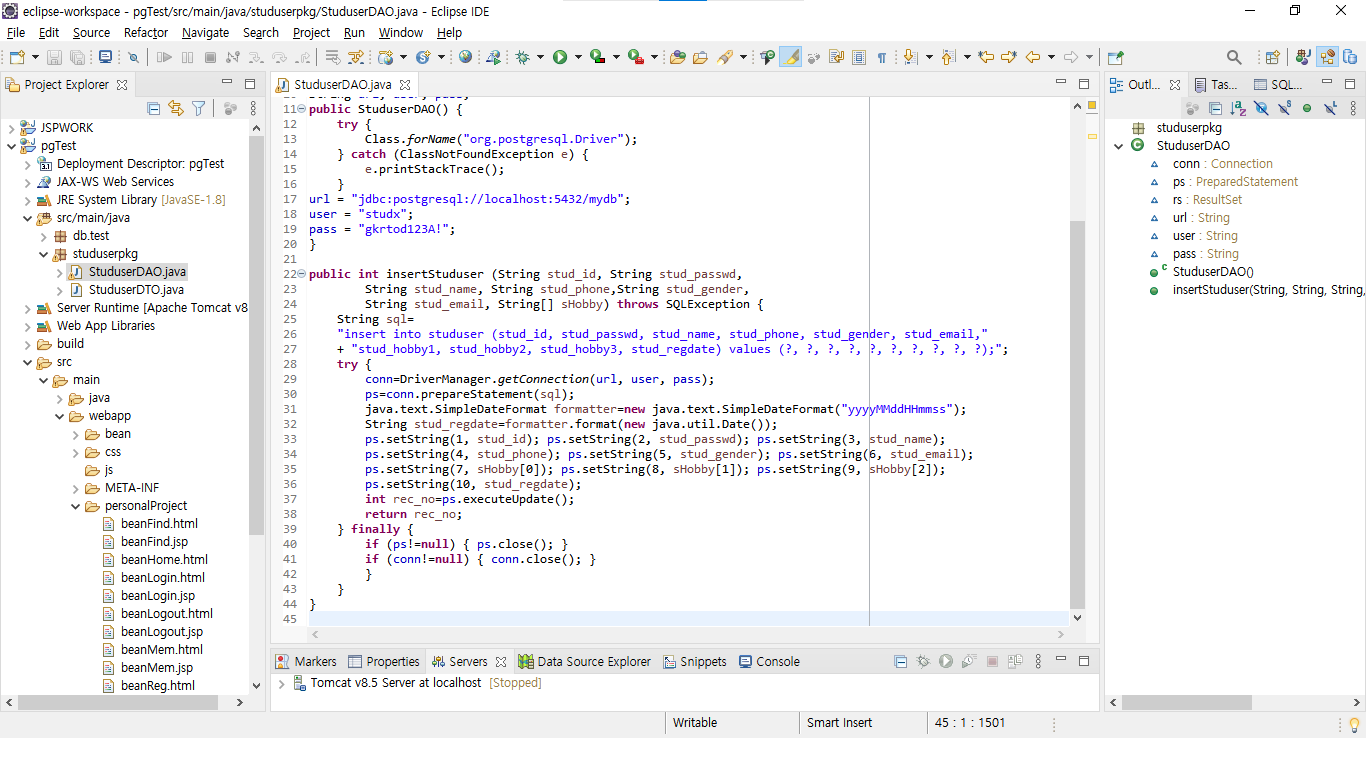 eclipse-workspace - pgTest/src/main/java/studuserpkg/StuduserDAO.java - Eclipse IDE
File Edit Source Refactor Navigate Search Project Run Window Help
Project Explorer
JSPWORK
pgTest
Deployment Descriptor: pgTest
JAX-WS Web Services
JRE System Library [JavaSE-1.8]
src/main/java
db.test
studuserpkg
StuduserDAO.java
StuduserDTO.java
Server Runtime [Apache Tomcat v8
Web App Libraries
build
src
main
java
webapp
bean
css
js
META-INF
personalProject
beanFind.html
beanFind.jsp
beanHome.html
beanLogin.html
beanLogin.jsp
beanLogout.html
beanLogout.jsp
beanMem.html
beanMem.jsp
beanReg.html
StuduserDAO.java
11 public StuduserDAO() {
12 try {
13 Class.forName("org.postgresql.Driver");
14 } catch (ClassNotFoundException e) {
15 e.printStackTrace();
16 }
17 url = "jdbc:postgresql://localhost:5432/mydb";
18 user = "studx";
19 pass = "gkrtod123A!";
20 }
21
22 public int insertStuduser (String stud_id, String stud_passwd,
23 String stud_name, String stud_phone,String stud_gender,
24 String stud_email, String[] sHobby) throws SQLException {
25 String sql=
26 "insert into studuser (stud_id, stud_passwd, stud_name, stud_phone, stud_gender, stud_email,"
27 + "stud_hobby1, stud_hobby2, stud_hobby3, stud_regdate) values (?, ?, ?, ?, ?, ?, ?, ?, ?, ?);";
28 try {
29 conn=DriverManager.getConnection(url, user, pass);
30 ps=conn.prepareStatement(sql);
31 java.text.SimpleDateFormat formatter=new java.text.SimpleDateFormat("yyyyMMddHHmmss");
32 String stud_regdate=formatter.format(new java.util.Date());
33 ps.setString(1, stud_id); ps.setString(2, stud_passwd); ps.setString(3, stud_name);
34 ps.setString(4, stud_phone); ps.setString(5, stud_gender); ps.setString(6, stud_email);
35 ps.setString(7, sHobby[0]); ps.setString(8, sHobby[1]); ps.setString(9, sHobby[2]);
36 ps.setString(10, stud_regdate);
37 int rec_no=ps.executeUpdate();
38 return rec_no;
39 } finally {
40 if (ps!=null) { ps.close(); }
41 if (conn!=null) { conn.close(); }
42 }
43 }
44 }
45
Outl... Tas... SQL...
studuserpkg
StuduserDAO
conn : Connection
ps : PreparedStatement
rs : ResultSet
url : String
user : String
pass : String
StuduserDAO()
insertStuduser(String, String, String,
Markers Properties Servers Data Source Explorer Snippets Console
Tomcat v8.5 Server at localhost [Stopped]
Writable Smart Insert 45 : 1 : 1501